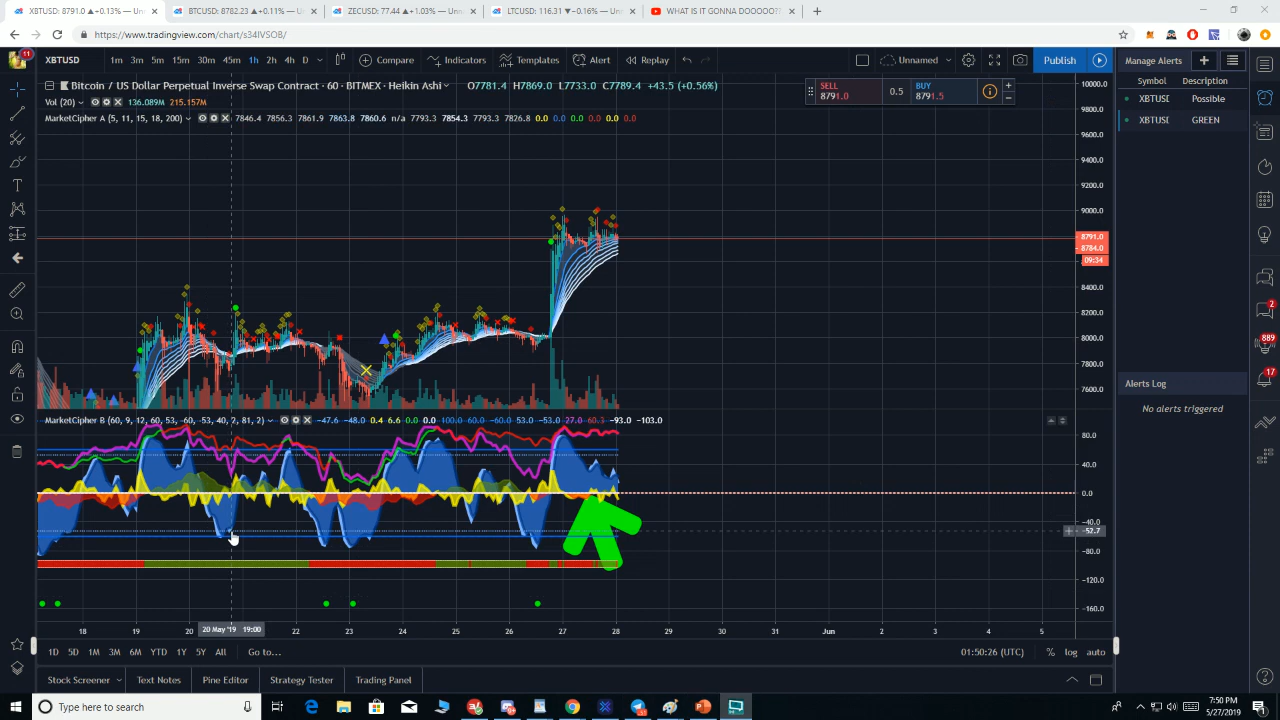 XBTUSD: 8791.0 ▲+0.13% — Unn
BTCUSD: 8782.23 ▲+0.11% — Un
ZECUSD: 77.44 ▲+1.03% — Unn
LTCUSD: 116.31 ▼−0.16% — Unn
WHAT IS IT GONNA DOOOOO??
https://www.tradingview.com/chart/s34IVSOB/
11
XBTUSD 1m 3m 5m 15m 30m 45m 1h 2h 4h D
Compare Indicators Templates Alert Replay
Unnamed Publish
Manage Alerts
Symbol Description
XBTUSD Possible
XBTUSD GREEN
Bitcoin / US Dollar Perpetual Inverse Swap Contract · 60 · BITMEX · Heikin Ashi O7781.4 H7869.0 L7733.0 C7789.4 +43.5 (+0.56%)
Vol (20) 136.089M 215.157M
MarketCipher A (5, 11, 15, 18, 200) 7846.4 7856.3 7861.9 7863.8 7860.6 n/a 7793.3 7854.3 7793.3 7826.8 0.0 0.0 0.0 0.0 0.0 0.0
SELL
8791.0
0.5
BUY
8791.5
10000.0
9800.0
9600.0
9400.0
9200.0
9000.0
8791.0
8784.0
09:34
8400.0
8200.0
8000.0
7800.0
7600.0
MarketCipher B (60, 9, 12, 60, 53, -60, -53, 40, 2, 81, 2) −47.6 −48.0 0.4 6.6 0.0 0.0 100.0 60.0 −60.0 53.0 −53.0 27.0 60.3 −93.0 −103.0
80.0
40.0
0.0
−40.0
−52.7
−80.0
−120.0
−160.0
18 19 20 20 May '19 19:00 22 23 24 25 26 27 28 29 30 31 Jun 2 3 4 5
1D 5D 1M 3M 6M YTD 1Y 5Y All Go to...
01:50:26 (UTC) % log auto
Alerts Log
No alerts triggered
2
889
17
Stock Screener Text Notes Pine Editor Strategy Tester Trading Panel
Type here to search
7:50 PM
5/27/2019